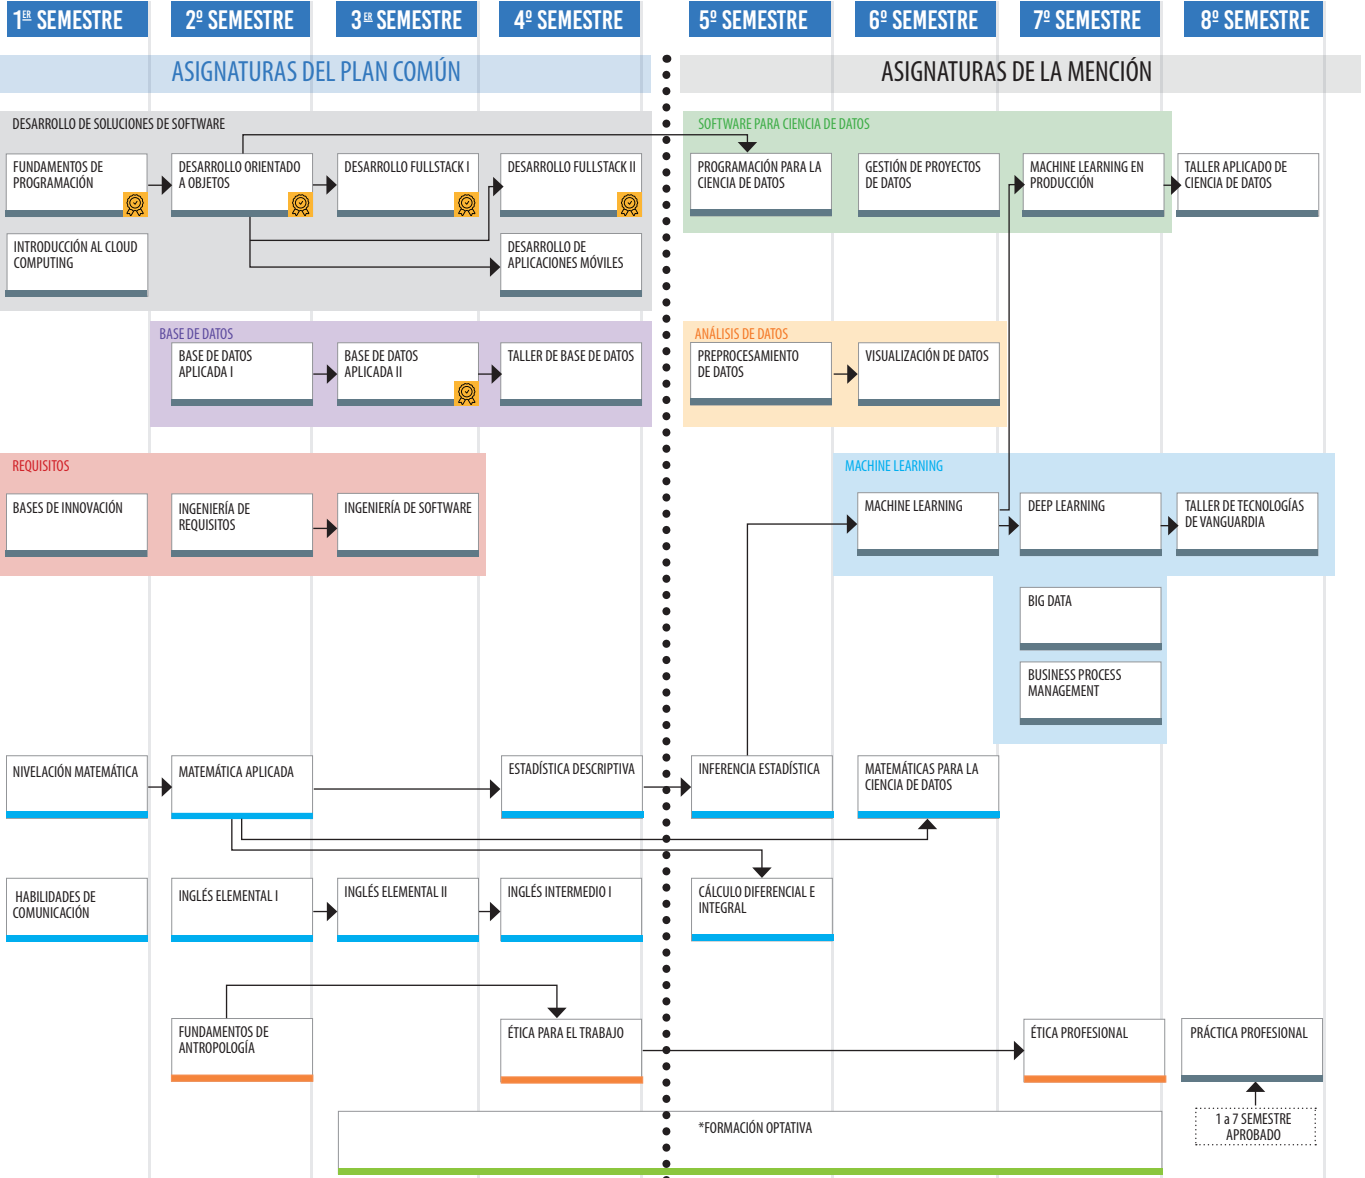 1ER SEMESTRE
2º SEMESTRE
3ER SEMESTRE
4º SEMESTRE
5º SEMESTRE
6º SEMESTRE
7º SEMESTRE
8º SEMESTRE
ASIGNATURAS DEL PLAN COMÚN
ASIGNATURAS DE LA MENCIÓN
DESARROLLO DE SOLUCIONES DE SOFTWARE
SOFTWARE PARA CIENCIA DE DATOS
FUNDAMENTOS DE
PROGRAMACIÓN
DESARROLLO ORIENTADO
A OBJETOS
DESARROLLO FULLSTACK I
DESARROLLO FULLSTACK II
PROGRAMACIÓN PARA LA
CIENCIA DE DATOS
GESTIÓN DE PROYECTOS
DE DATOS
MACHINE LEARNING EN
PRODUCCIÓN
TALLER APLICADO DE
CIENCIA DE DATOS
INTRODUCCIÓN AL CLOUD
COMPUTING
DESARROLLO DE
APLICACIONES MÓVILES
BASE DE DATOS
ANÁLISIS DE DATOS
BASE DE DATOS
APLICADA I
BASE DE DATOS
APLICADA II
TALLER DE BASE DE DATOS
PREPROCESAMIENTO
DE DATOS
VISUALIZACIÓN DE DATOS
REQUISITOS
MACHINE LEARNING
BASES DE INNOVACIÓN
INGENIERÍA DE
REQUISITOS
INGENIERÍA DE SOFTWARE
MACHINE LEARNING
DEEP LEARNING
TALLER DE TECNOLOGÍAS
DE VANGUARDIA
BIG DATA
BUSINESS PROCESS
MANAGEMENT
NIVELACIÓN MATEMÁTICA
MATEMÁTICA APLICADA
ESTADÍSTICA DESCRIPTIVA
INFERENCIA ESTADÍSTICA
MATEMÁTICAS PARA LA
CIENCIA DE DATOS
HABILIDADES DE
COMUNICACIÓN
INGLÉS ELEMENTAL I
INGLÉS ELEMENTAL II
INGLÉS INTERMEDIO I
CÁLCULO DIFERENCIAL E
INTEGRAL
FUNDAMENTOS DE
ANTROPOLOGÍA
ÉTICA PARA EL TRABAJO
ÉTICA PROFESIONAL
PRÁCTICA PROFESIONAL
1 a 7 SEMESTRE
APROBADO
*FORMACIÓN OPTATIVA